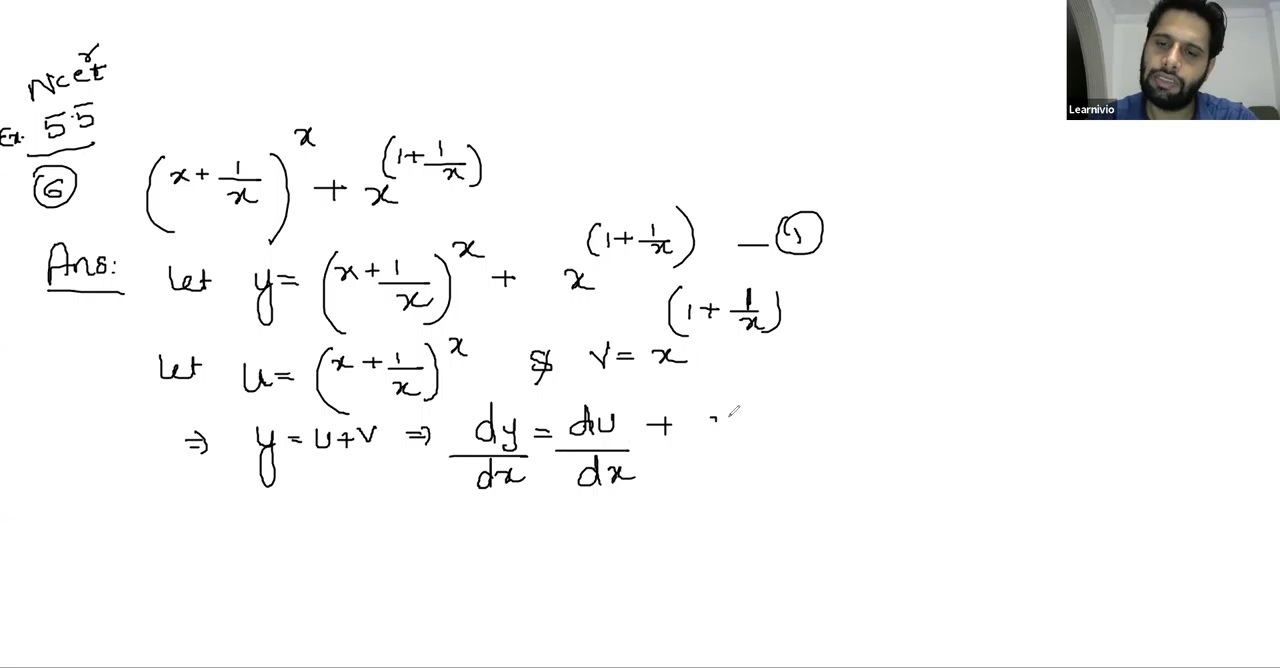 Ncert
Ex. 5.5
6
(x + 1/x)^x + x^(1 + 1/x)
Ans: let y = (x + 1/x)^x + x^(1 + 1/x) — 1
let u = (x + 1/x)^x & v = x^(1 + 1/x)
⇒ y = u + v ⇒ dy/dx = du/dx +
Learnivio